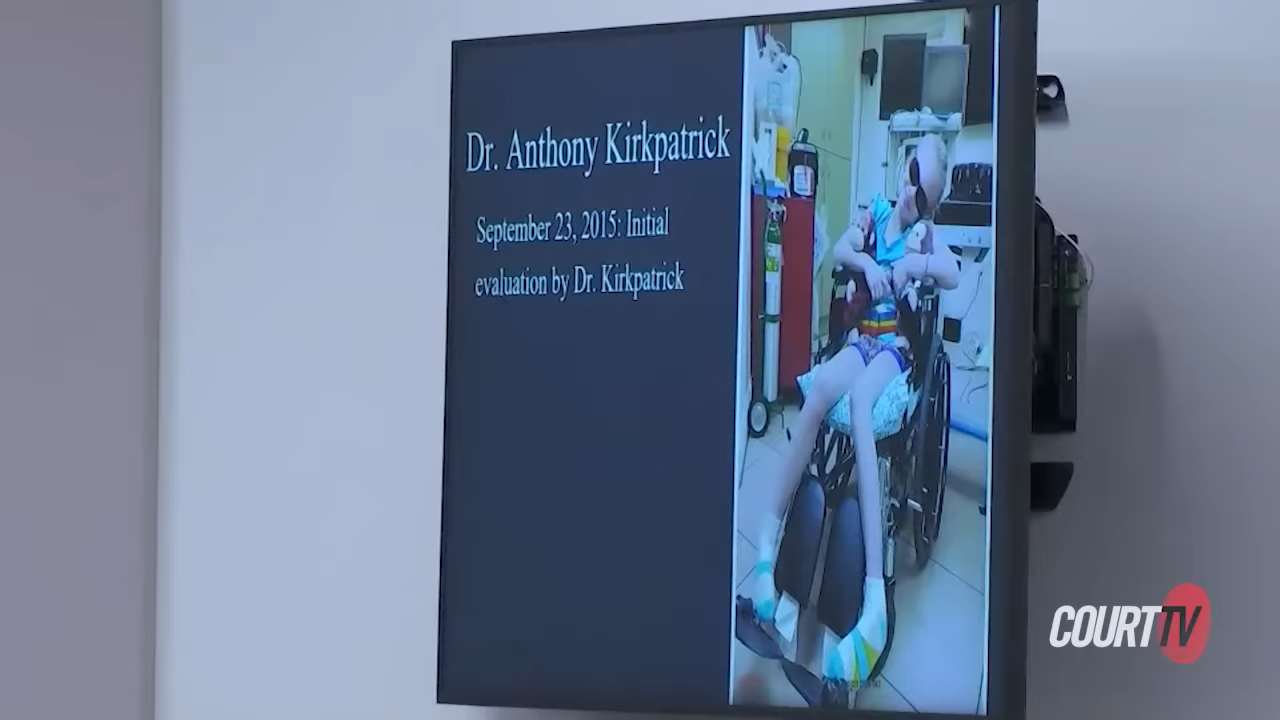 Dr. Anthony Kirkpatrick
September 23, 2015: Initial
evaluation by Dr. Kirkpatrick
COURT TV